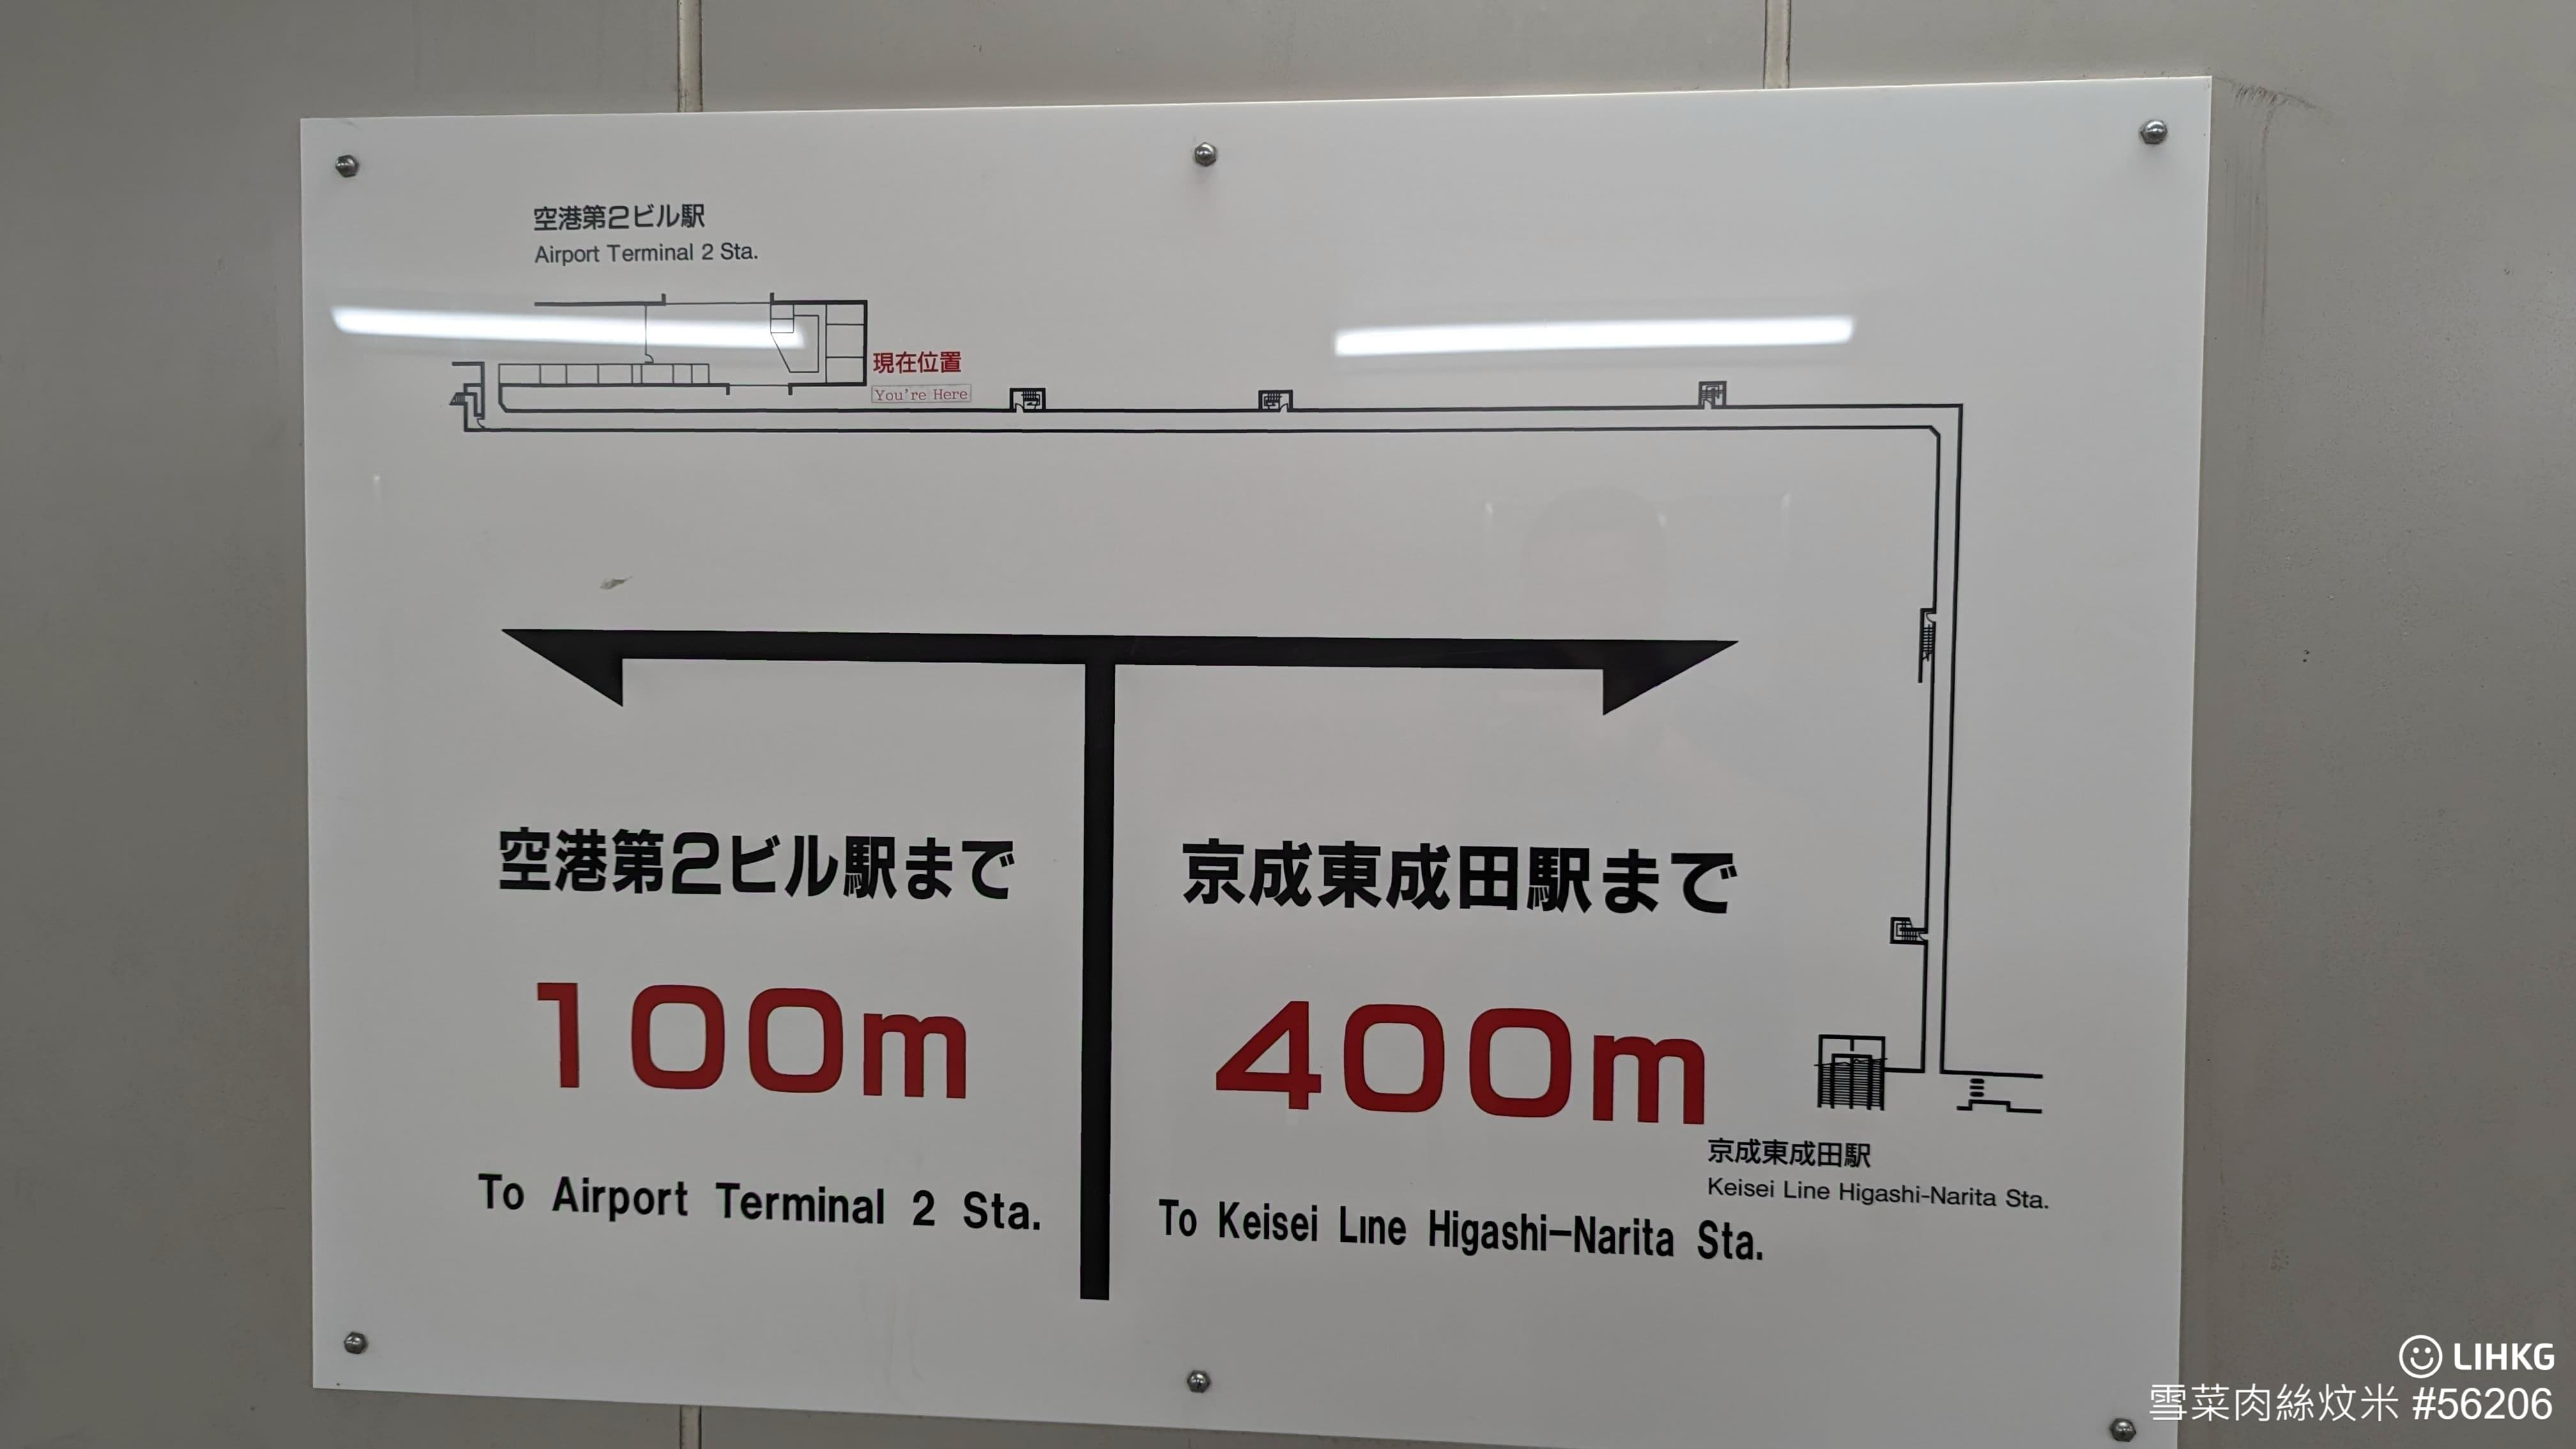 空港第2ビル駅
Airport Terminal 2 Sta.
現在位置
You're Here
空港第2ビル駅まで
100m
To Airport Terminal 2 Sta.
京成東成田駅まで
400m
To Keisei Line Higashi-Narita Sta.
京成東成田駅
Keisei Line Higashi-Narita Sta.
LIHKG
雪菜肉絲炆米 #56206